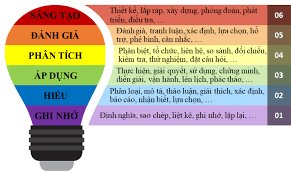 SÁNG TẠO
Thiết kế, lắp ráp, xây dựng, phỏng đoán, phát
triển, điều tra, …
06
ĐÁNH GIÁ
Đánh giá, tranh luận, xác định, lựa chọn, hỗ
trợ, phê bình, cân nhắc, …
05
PHÂN TÍCH
Phân biệt, tổ chức, liên hệ, so sánh, đối chiếu,
kiểm tra, thử nghiệm, đặt câu hỏi, …
04
ÁP DỤNG
Thực hiện, giải quyết, sử dụng, chứng minh,
diễn giải, vận hành, lên lịch, phác thảo, …
03
HIỂU
Phân loại, mô tả, thảo luận, giải thích, xác định,
báo cáo, nhận biết, lựa chọn, …
02
GHI NHỚ
Định nghĩa, sao chép, liệt kê, ghi nhớ, lặp lại, …
01